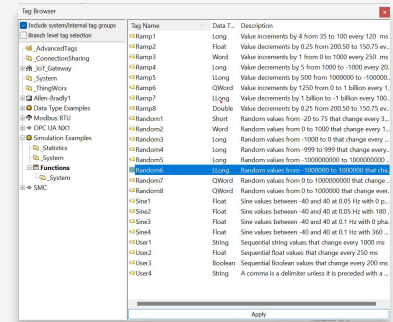 Tag Browser
Include system/internal tag groups
Branch level tag selection
_AdvancedTags
_ConnectionSharing
_IoT_Gateway
_System
_ThingWorx
Allen-Bradly1
Data Type Examples
Modbus RTU
OPC UA NX1
Simulation Examples
_Statistics
_System
Functions
_System
SMC
Tag Name Data T... Description
Ramp1 Long Value increments by 4 from 35 to 100 every 120 ms
Ramp2 Float Value decrements by 0.25 from 200.50 to 150.75 ev..
Ramp3 Word Value increments by 1 from 0 to 1000 every 250 ms
Ramp4 Long Value decrements by 5 from 1000 to -1000 every 20..
Ramp5 LLong Value decrements by 500 from 1000000 to -100000..
Ramp6 QWord Value increments by 1250 from 0 to 1 billion every 1..
Ramp7 LLong Value decrements by 1 billion to -1 billion every 100..
Ramp8 Double Value decrements by 0.25 from 200.50 to 150.75 ev..
Random1 Short Random values from -20 to 75 that change every 3...
Random2 Word Random values from 0 to 1000 that change every 1...
Random3 Long Random values from -1000 to 0 that change every ...
Random4 Long Random values from -999 to 999 that change every..
Random5 Long Random values from -1000000000 to 1000000000 ..
Random6 LLong Random values from -1000000 to 1000000 that cha..
Random7 QWord Random values from 0 to 1000000000 that change ..
Random8 QWord Random values from 0 to 1000000 that change ever..
Sine1 Float Sine values between -40 and 40 at 0.05 Hz with 0 p..
Sine2 Float Sine values between -40 and 40 at 0.05 Hz with 180 ..
Sine3 Float Sine values between -40 and 40 at 0.1 Hz with 0 pha..
Sine4 Float Sine values between -40 and 40 at 0.1 Hz with 360 ...
User1 String Sequential string values that change every 1000 ms
User2 Float Sequential float values that change every 250 ms
User3 Boolean Sequential Boolean values that change every 200 ms
User4 String A comma is a delimiter unless it is preceded with a ...
Apply